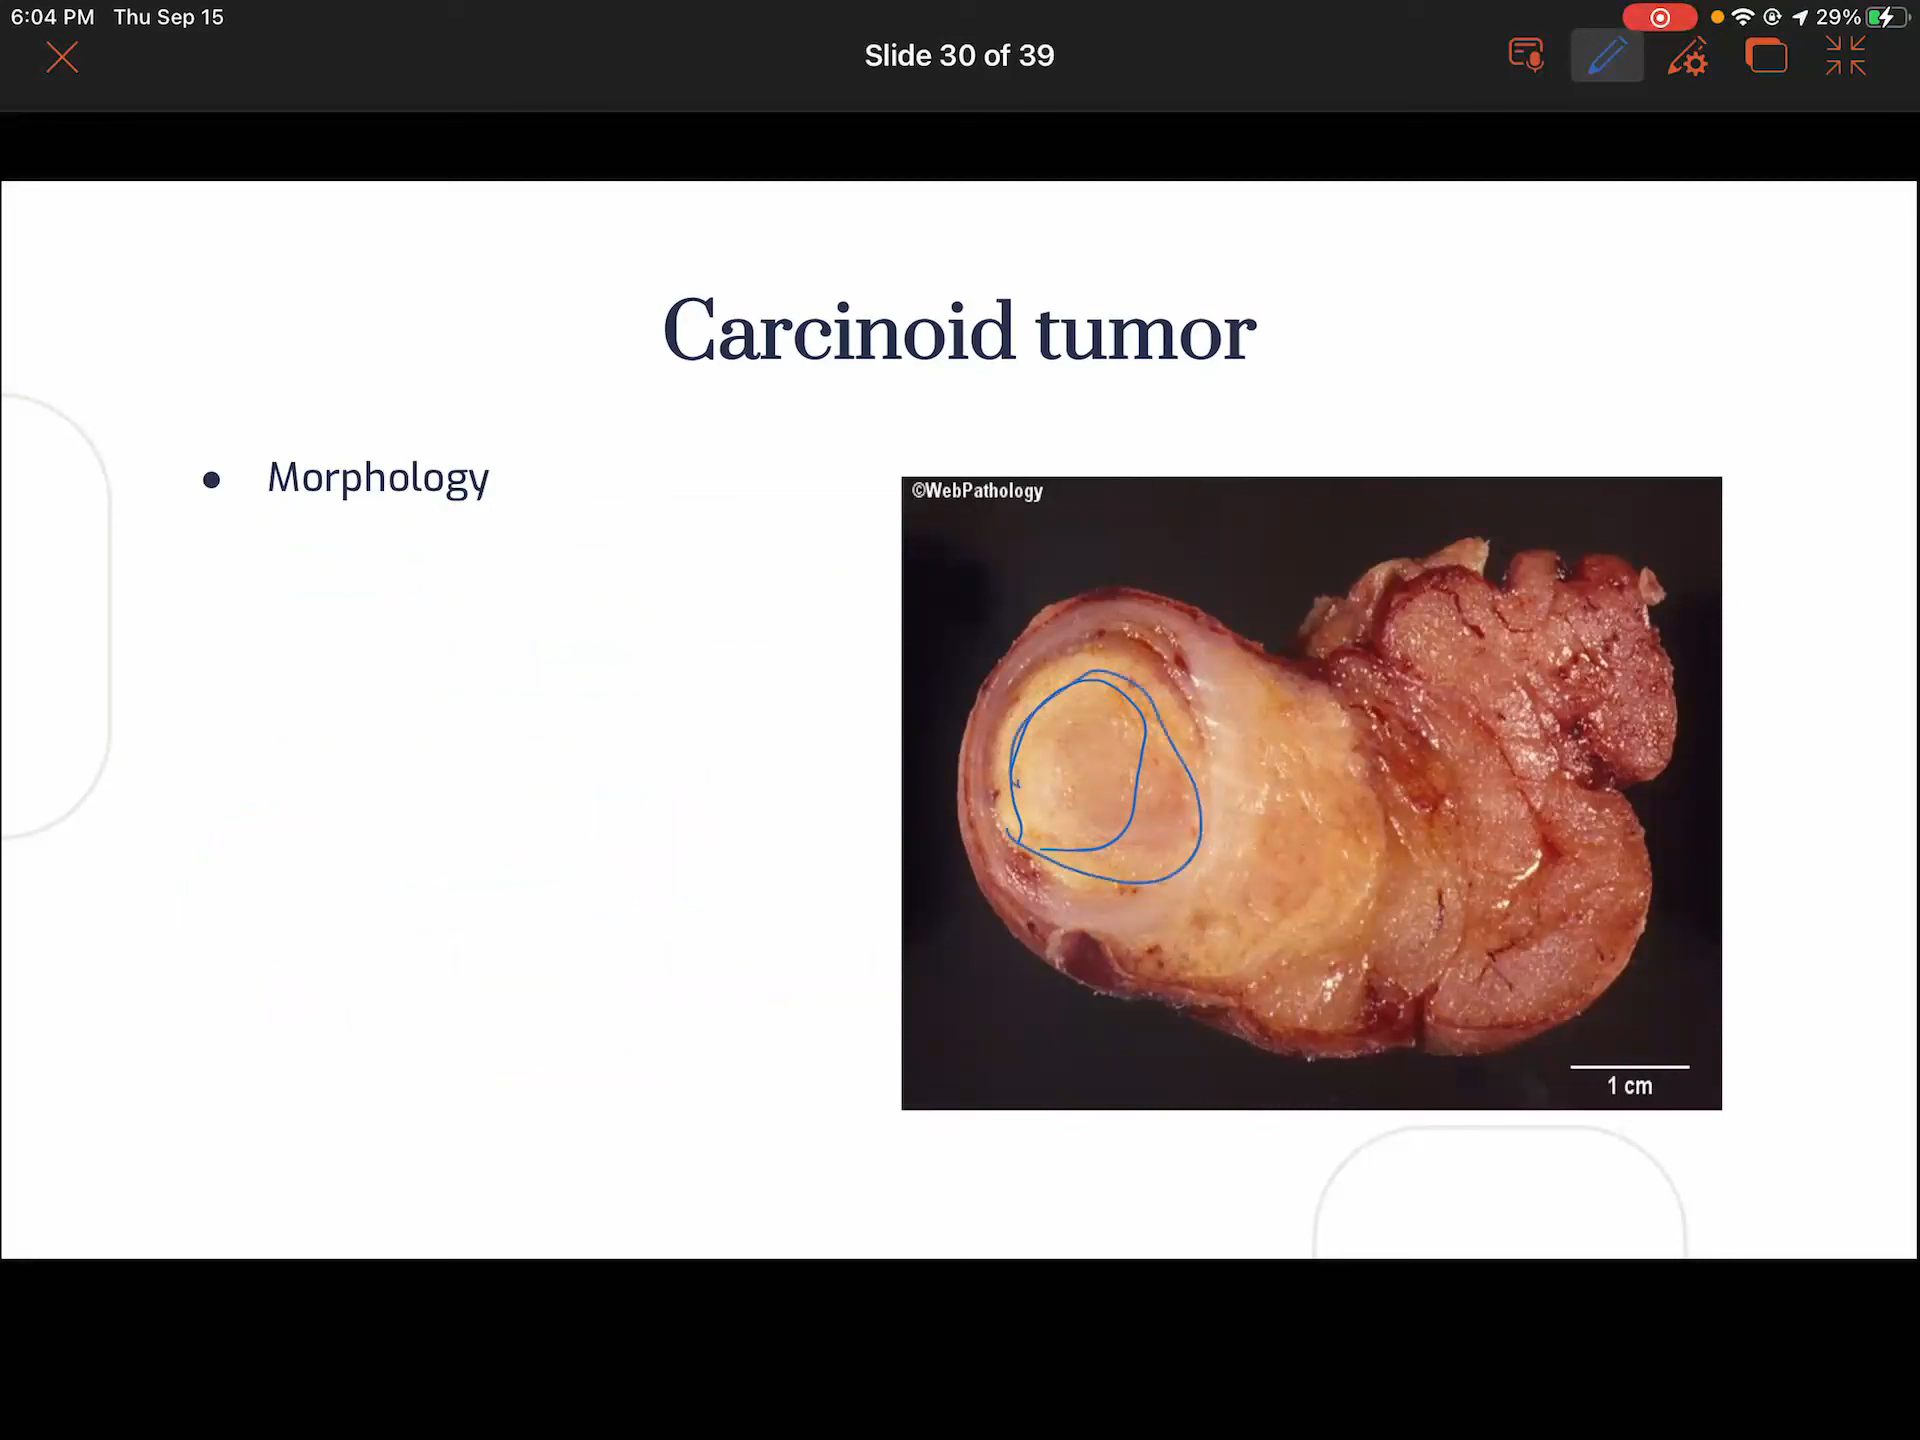 6:04 PM Thu Sep 15
29%
Slide 30 of 39
Carcinoid tumor
• Morphology
©WebPathology
1 cm